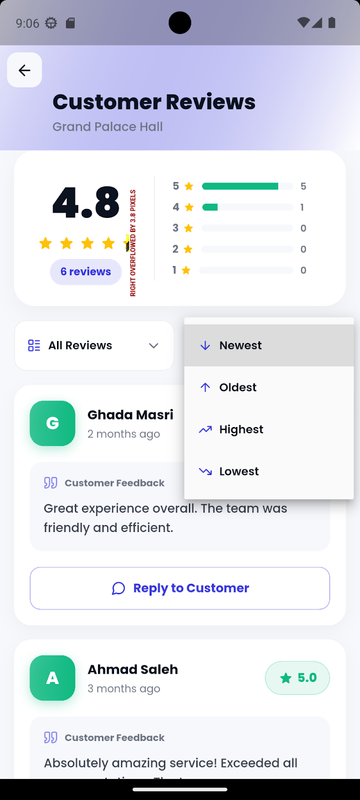 9:06
Customer Reviews
Grand Palace Hall
4.8
6 reviews
RIGHT OVERFLOWED BY 3.8 PIXELS
5 5
4 1
3 0
2 0
1 0
All Reviews
Newest
Oldest
Highest
Lowest
G
Ghada Masri
2 months ago
Customer Feedback
Great experience overall. The team was
friendly and efficient.
Reply to Customer
A
Ahmad Saleh
3 months ago
5.0
Customer Feedback
Absolutely amazing service! Exceeded all